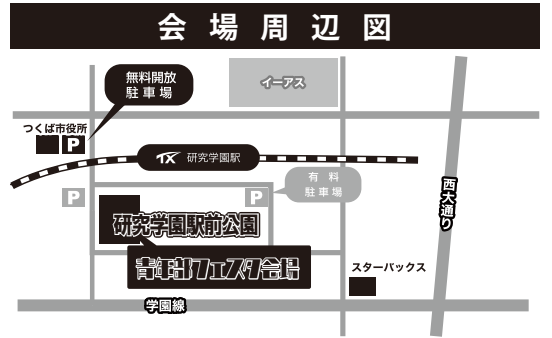 会場周辺図
無料開放
駐車場
イーアス
つくば市役所
P
TX 研究学園駅
有料
駐車場
P
P
研究学園駅前公園
青年部フェスタ会場
西大通り
スターバックス
学園線